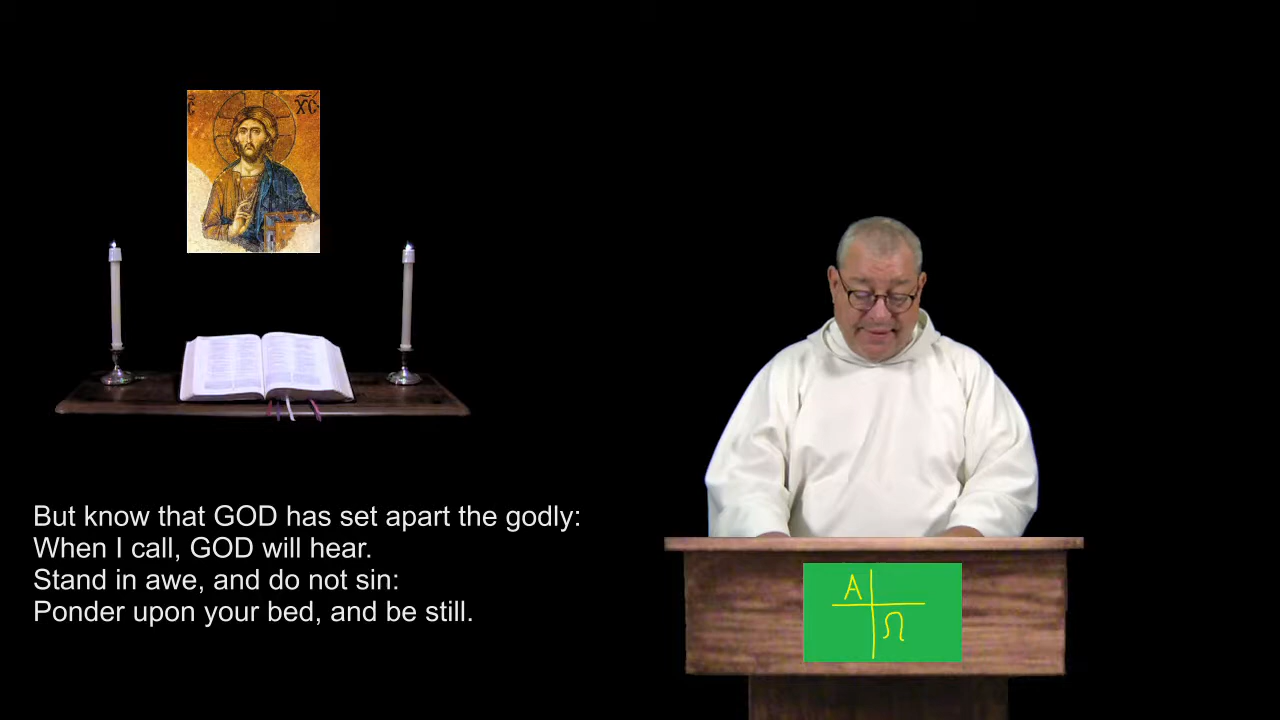 XC
But know that GOD has set apart the godly:
When I call, GOD will hear.
Stand in awe, and do not sin:
Ponder upon your bed, and be still.
A
Ω